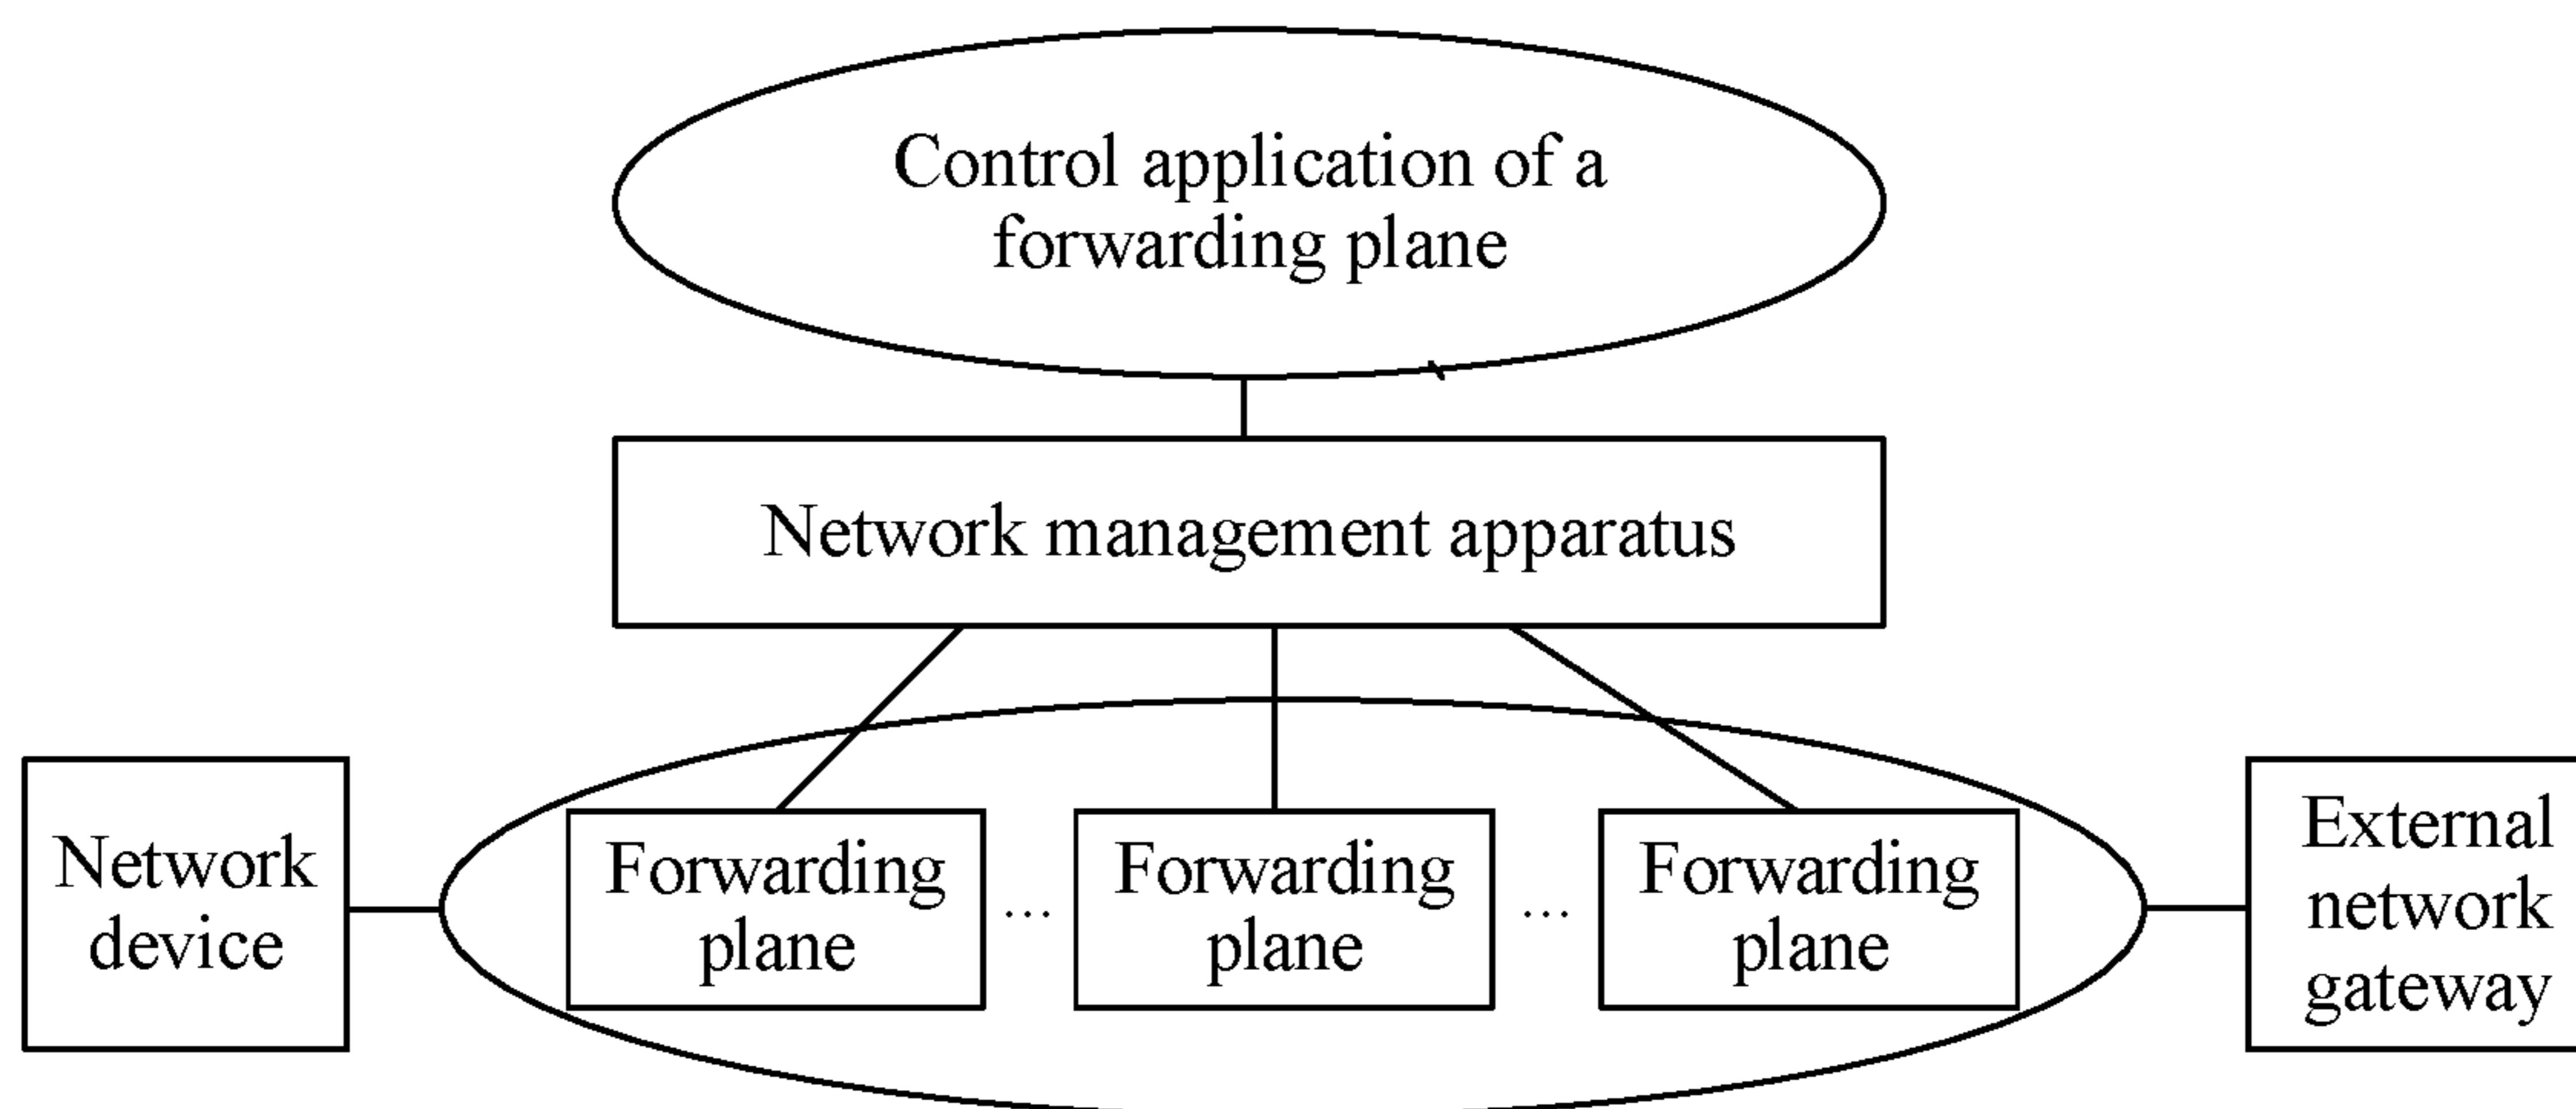 Control application of a
forwarding plane
Network management apparatus
Network
device
Forwarding
plane
...
Forwarding
plane
...
Forwarding
plane
External
network
gateway